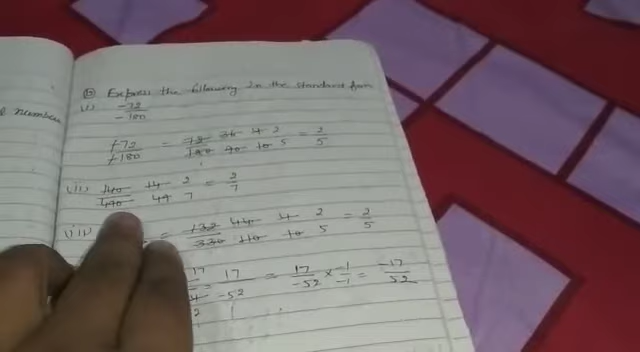 number
Express the following in the standard form
(i) -72/-180
-72/-180 = 72/180 36/90 4/10 2/5 = 2/5
(ii) 140/490 14/49 2/7 = 2/7
(iii) = 132/330 44/110 4/10 2/5 = 2/5
17 = 17/-52 = 17/-52 × -1/-1 = -17/52